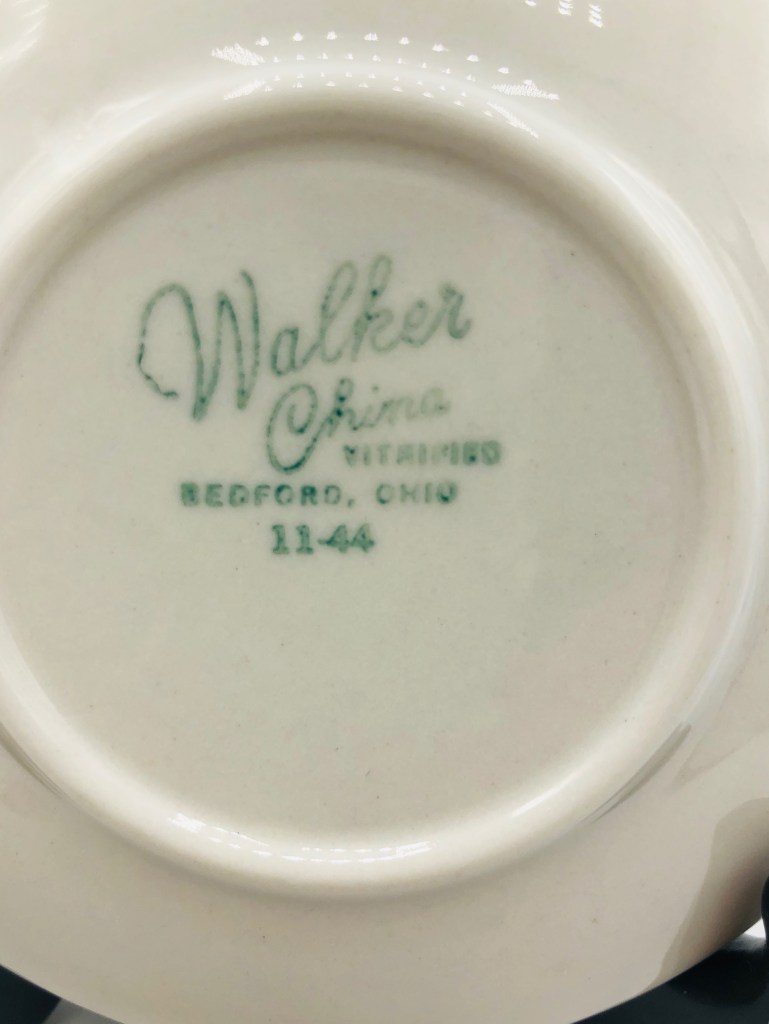 Walker
China
VITRIFIED
BEDFORD, OHIO
11-44